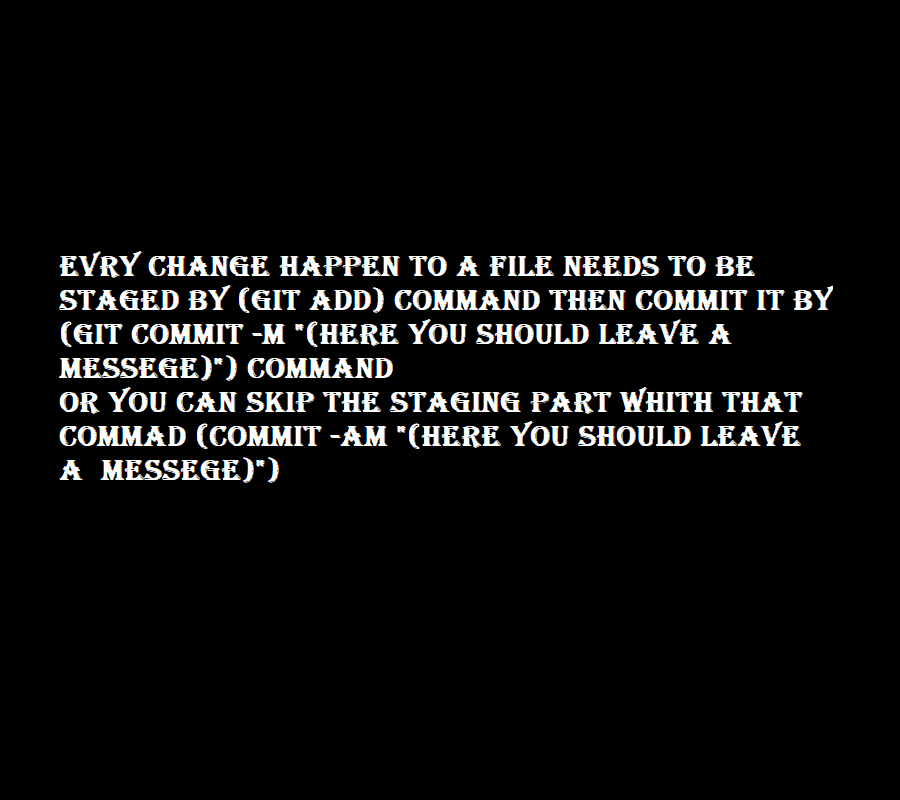 EVRY CHANGE HAPPEN TO A FILE NEEDS TO BE
STAGED BY (GIT ADD) COMMAND THEN COMMIT IT BY
(GIT COMMIT -M "(HERE YOU SHOULD LEAVE A
MESSEGE)") COMMAND
OR YOU CAN SKIP THE STAGING PART WHITH THAT
COMMAD (COMMIT -AM "(HERE YOU SHOULD LEAVE
A  MESSEGE)")